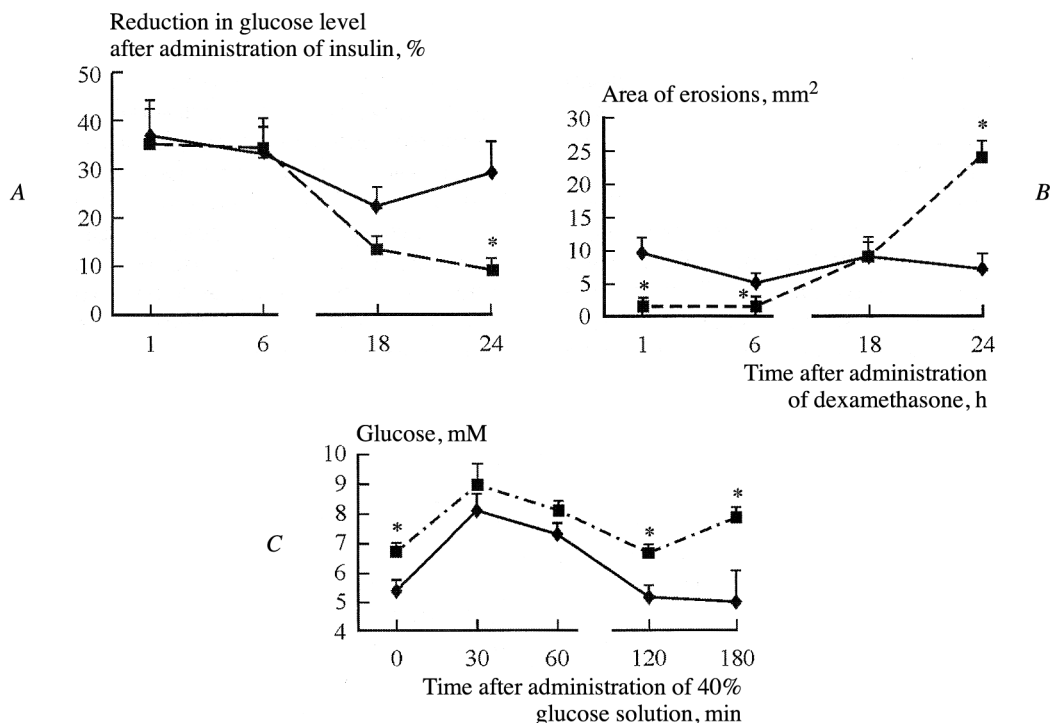 Reduction in glucose level
after administration of insulin, %
50
40
30
20
10
0
A
*
1 6 18 24
Area of erosions, mm²
30
25
20
15
10
5
0
B
*
*
*
1 6 18 24
Time after administration
of dexamethasone, h
Glucose, mM
10
9
8
7
6
5
4
C
*
*
*
0 30 60 120 180
Time after administration of 40%
glucose solution, min